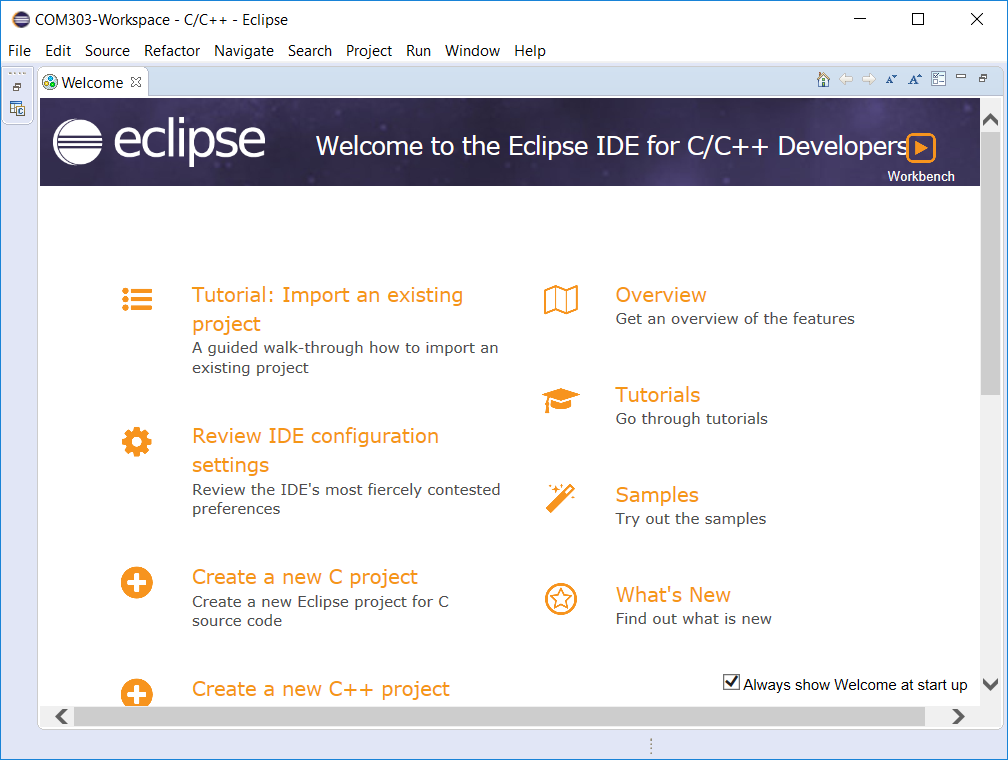 COM303-Workspace - C/C++ - Eclipse
File Edit Source Refactor Navigate Search Project Run Window Help
Welcome
eclipse
Welcome to the Eclipse IDE for C/C++ Developers
Workbench
Tutorial: Import an existing
project
A guided walk-through how to import an
existing project
Review IDE configuration
settings
Review the IDE's most fiercely contested
preferences
Create a new C project
Create a new Eclipse project for C
source code
Create a new C++ project
Overview
Get an overview of the features
Tutorials
Go through tutorials
Samples
Try out the samples
What's New
Find out what is new
Always show Welcome at start up